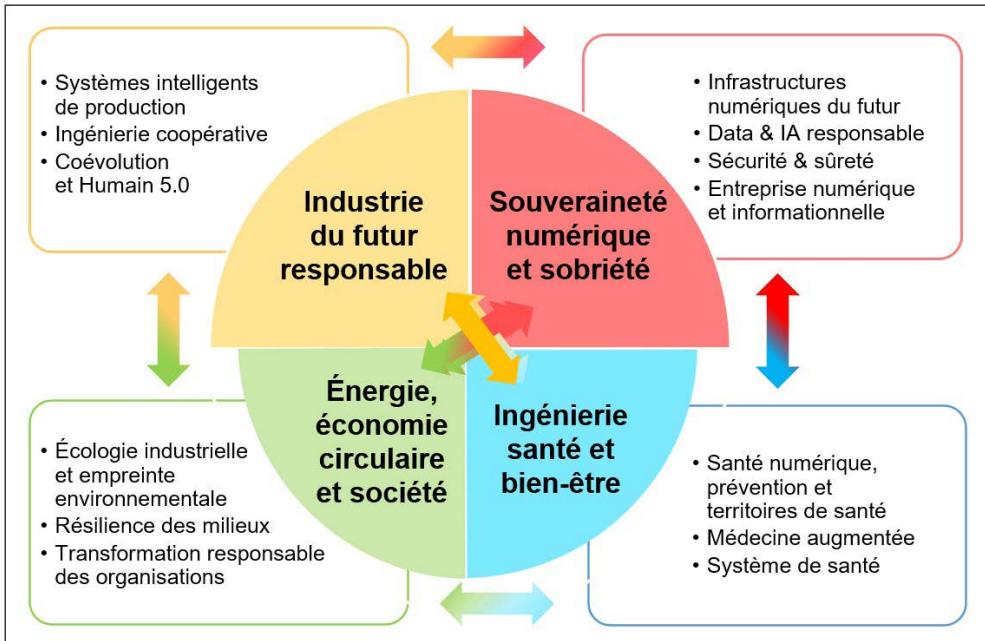 • Systèmes intelligents
de production
• Ingénierie coopérative
• Coévolution
et Humain 5.0
• Infrastructures
numériques du futur
• Data & IA responsable
• Sécurité & sûreté
• Entreprise numérique
et informationnelle
Industrie
du futur
responsable
Souveraineté
numérique
et sobriété
Énergie,
économie
circulaire
et société
Ingénierie
santé et
bien-être
• Écologie industrielle
et empreinte
environnementale
• Résilience des milieux
• Transformation responsable
des organisations
• Santé numérique,
prévention et
territoires de santé
• Médecine augmentée
• Système de santé